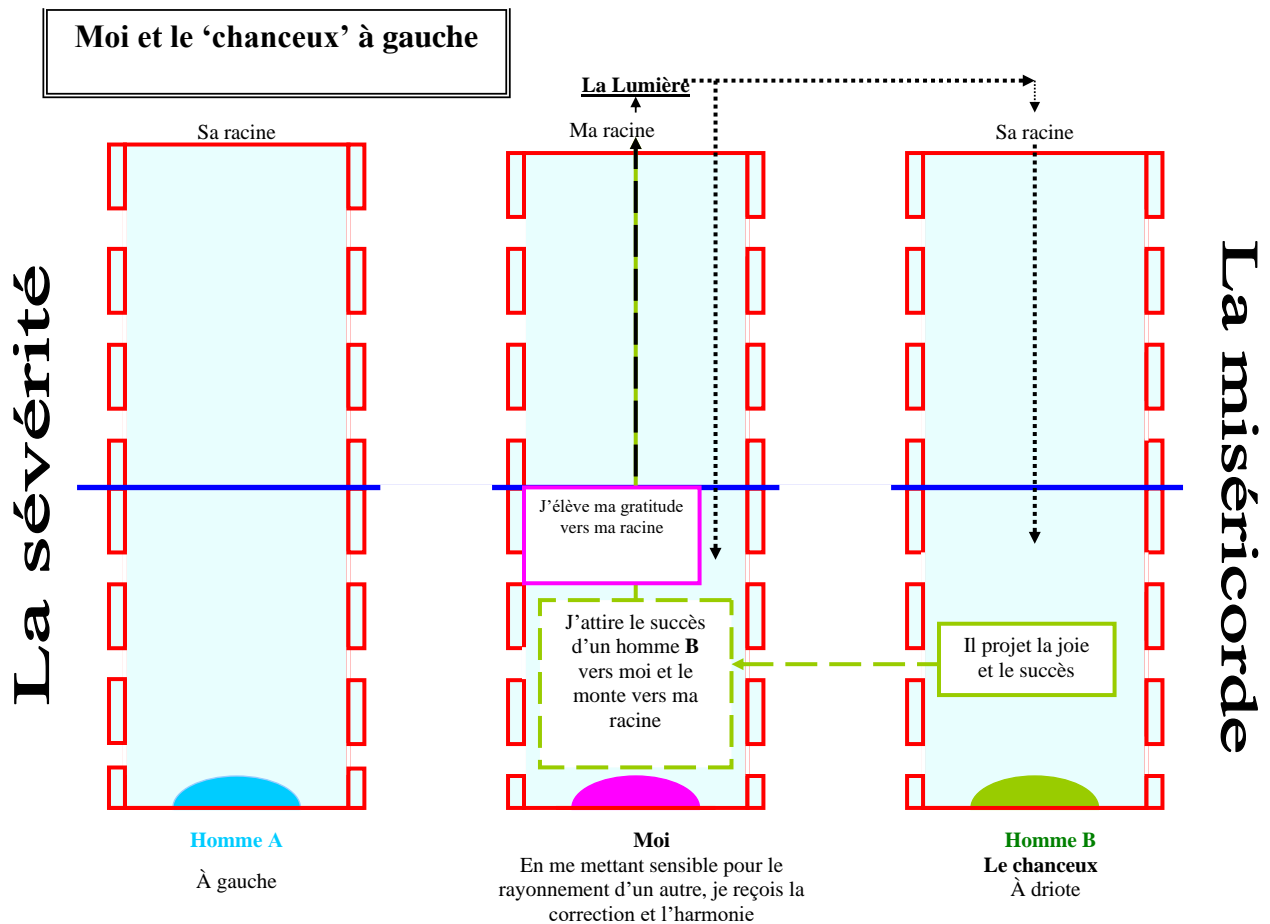 Moi et le ‘chanceux’ à gauche
La Lumière
Sa racine
Ma racine
Sa racine
La sévérité
La miséricorde
J’élève ma gratitude
vers ma racine
J’attire le succès
d’un homme B
vers moi et le
monte vers ma
racine
Il projet la joie
et le succès
Homme A
À gauche
Moi
En me mettant sensible pour le
rayonnement d’un autre, je reçois la
correction et l’harmonie
Homme B
Le chanceux
À driote